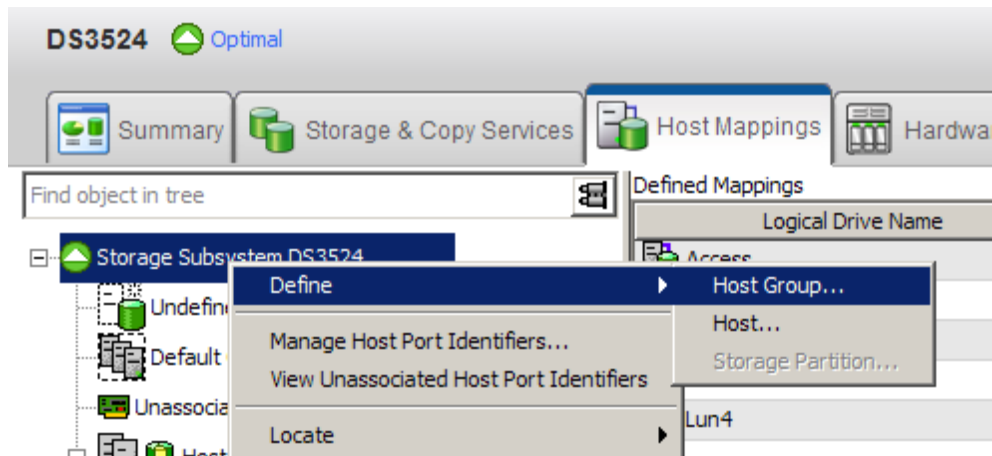 DS3524 Optimal
Summary Storage & Copy Services Host Mappings Hardwa
Find object in tree
Defined Mappings
Logical Drive Name
Storage Subsystem DS3524
Access
Define
Host Group...
Undefin
Host...
Manage Host Port Identifiers...
Default
Storage Partition...
View Unassociated Host Port Identifiers
Unassocia
Lun4
Locate
Host